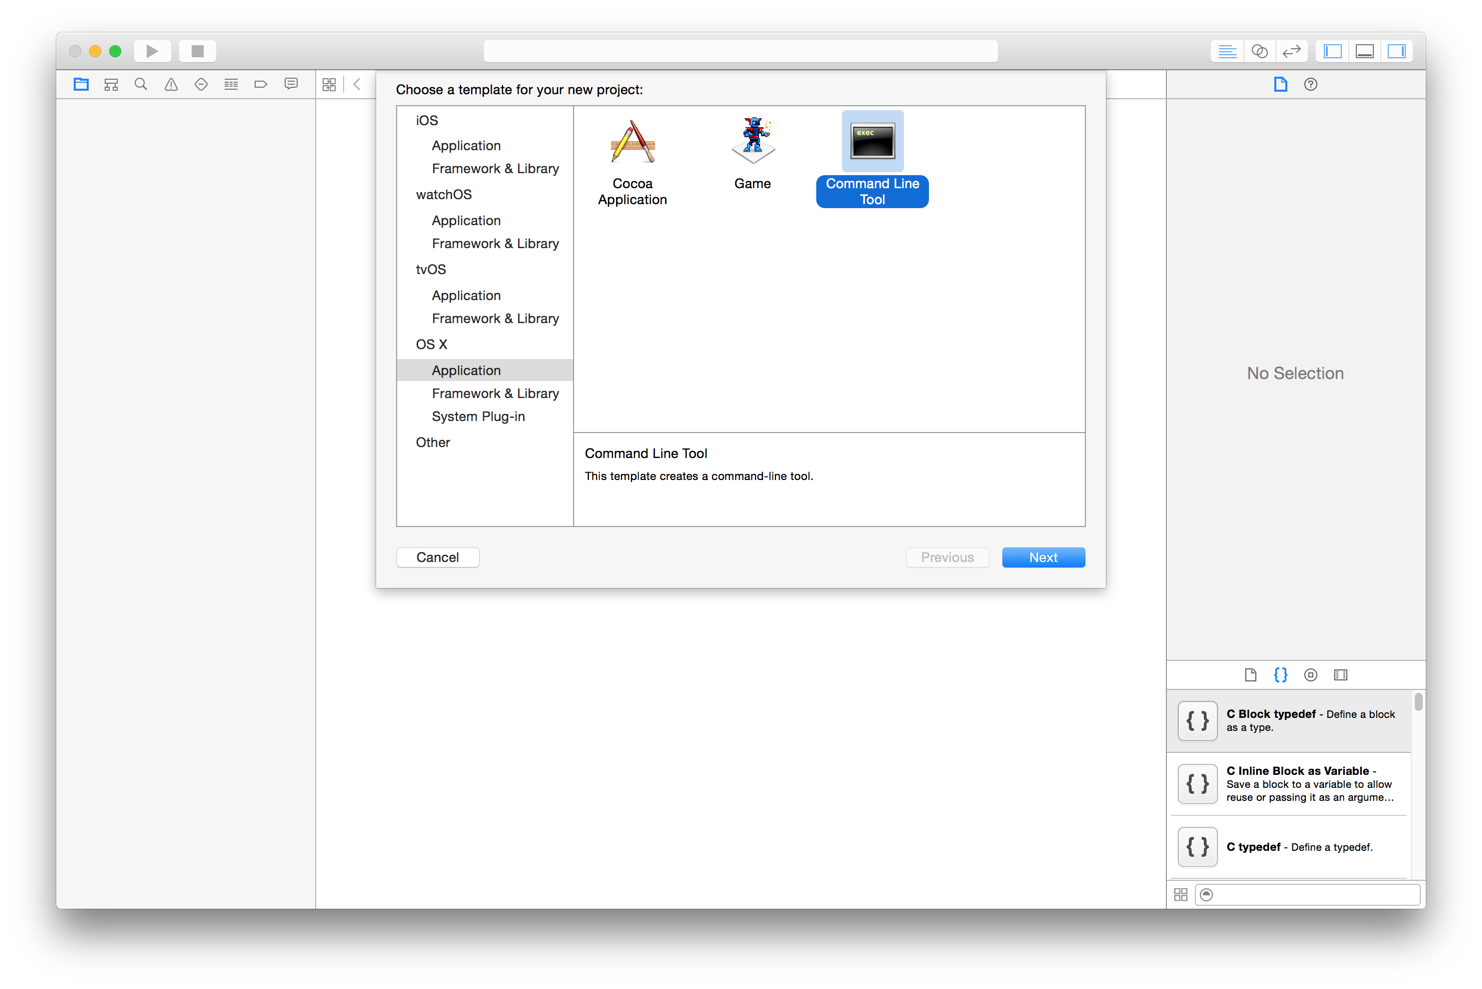 Choose a template for your new project:
iOS
Application
Framework & Library
watchOS
Application
Framework & Library
tvOS
Application
Framework & Library
OS X
Application
Framework & Library
System Plug-in
Other
Cocoa
Application
Game
exec
Command Line
Tool
Command Line Tool
This template creates a command-line tool.
Cancel
Previous
Next
No Selection
{}
{ }
C Block typedef - Define a block
as a type.
{ }
C Inline Block as Variable -
Save a block to a variable to allow
reuse or passing it as an argume...
{ }
C typedef - Define a typedef.